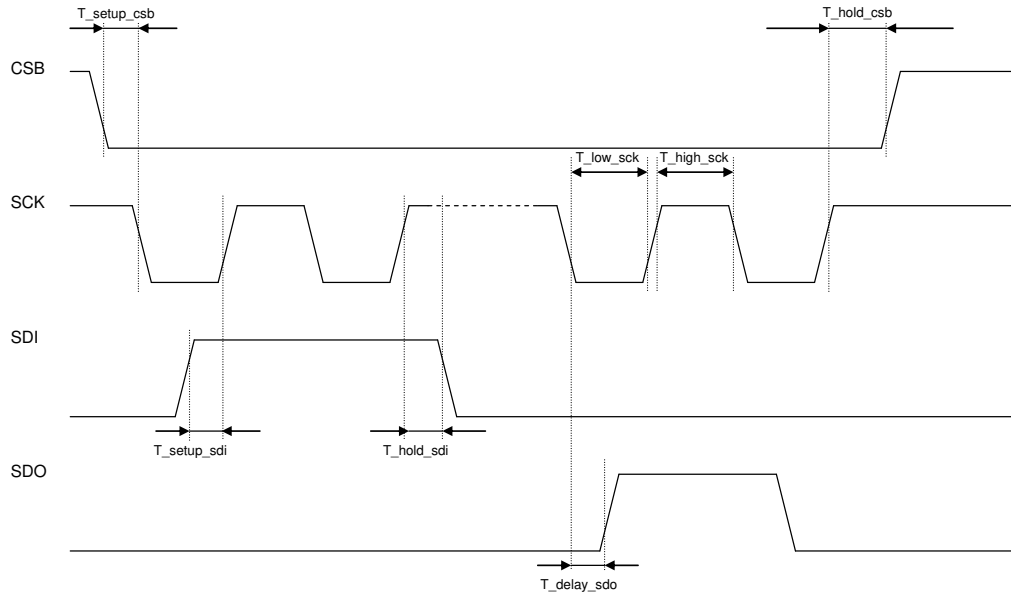 T_setup_csb
T_hold_csb
CSB
T_low_sck
T_high_sck
SCK
SDI
T_setup_sdi
T_hold_sdi
SDO
T_delay_sdo